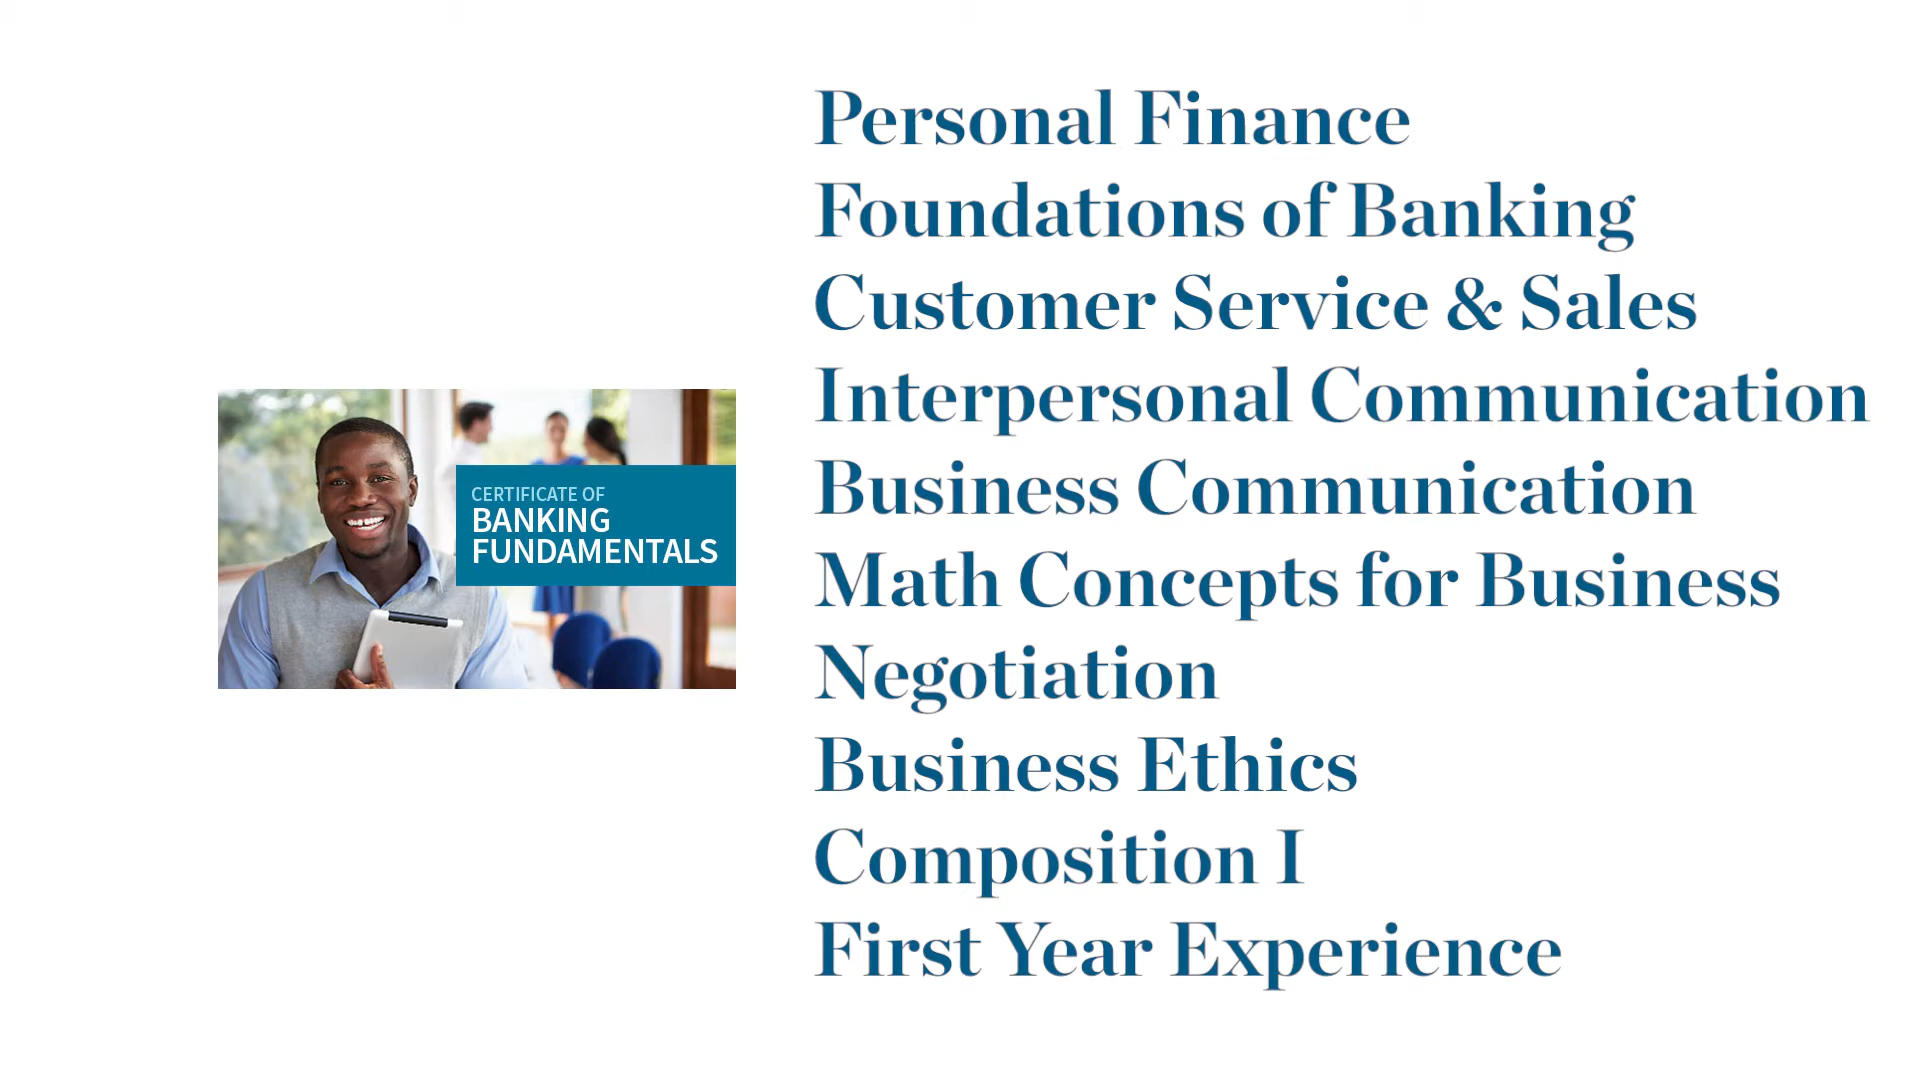 CERTIFICATE OF
BANKING
FUNDAMENTALS
Personal Finance
Foundations of Banking
Customer Service & Sales
Interpersonal Communication
Business Communication
Math Concepts for Business
Negotiation
Business Ethics
Composition I
First Year Experience